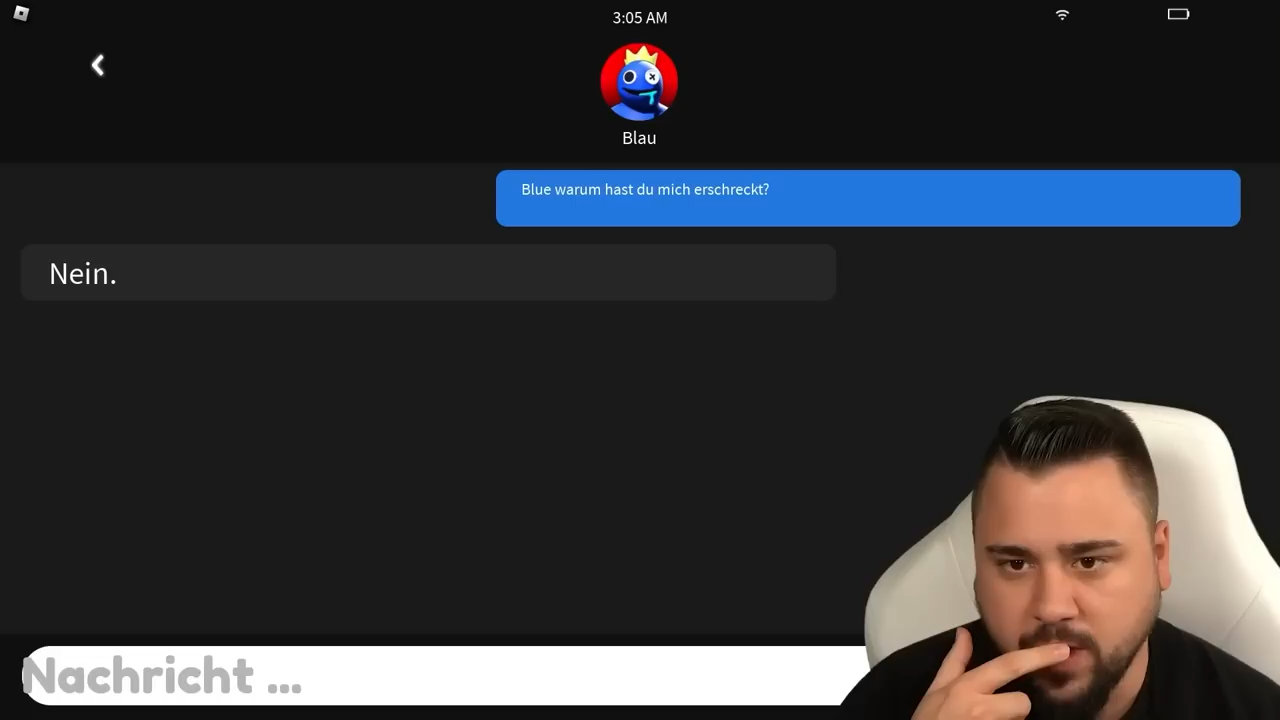 3:05 AM
Blau
Blue warum hast du mich erschreckt?
Nein.
Nachricht ...